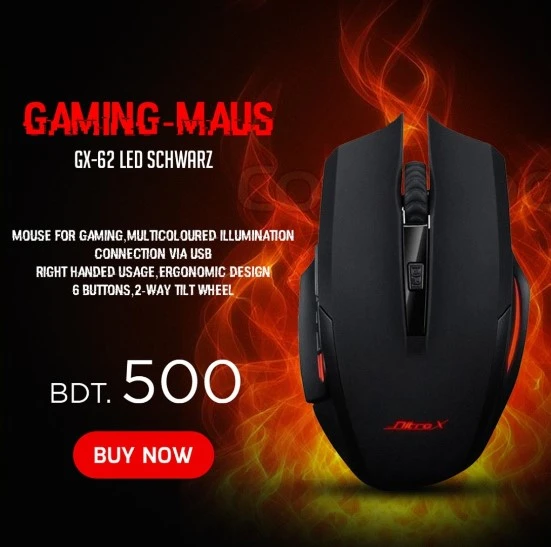 GAMING-MAUS
GX-62 LED SCHWARZ
MOUSE FOR GAMING,MULTICOLOURED ILLUMINATION
CONNECTION VIA USB
RIGHT HANDED USAGE,ERGONOMIC DESIGN
6 BUTTONS,2-WAY TILT WHEEL
BDT. 500
BUY NOW
NitroX